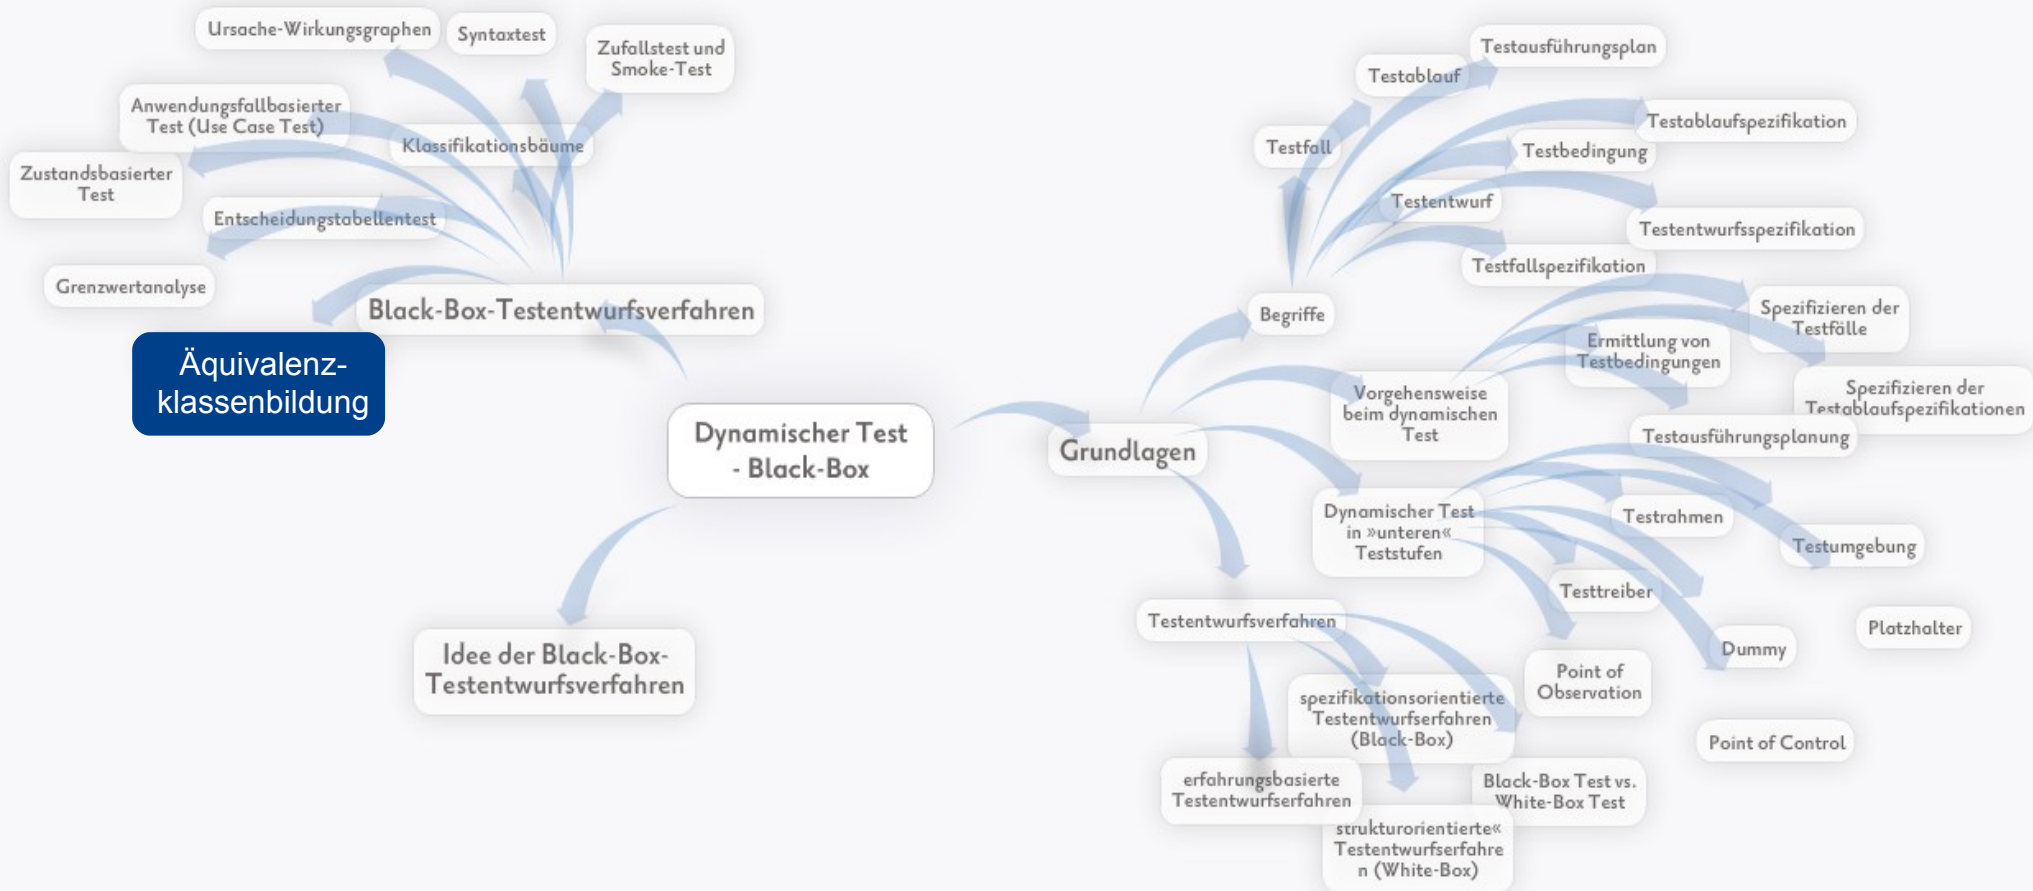 Ursache-Wirkungsgraphen
Syntaxtest
Zufallstest und
Smoke-Test
Anwendungsfallbasierter
Test (Use Case Test)
Klassifikationsbäume
Zustandsbasierter
Test
Entscheidungstabellentest
Grenzwertanalyse
Black-Box-Testentwurfsverfahren
Äquivalenz-
klassenbildung
Dynamischer Test
- Black-Box
Idee der Black-Box-
Testentwurfsverfahren
Grundlagen
Begriffe
Testfall
Testablauf
Testausführungsplan
Testablaufspezifikation
Testbedingung
Testentwurf
Testentwurfsspezifikation
Testfallspezifikation
Vorgehensweise
beim dynamischen
Test
Ermittlung von
Testbedingungen
Spezifizieren der
Testfälle
Spezifizieren der
Testablaufspezifikationen
Testausführungsplanung
Dynamischer Test
in »unteren«
Teststufen
Testrahmen
Testumgebung
Testtreiber
Platzhalter
Dummy
Point of
Observation
Point of Control
Testentwurfsverfahren
spezifikationsorientierte
Testentwurfserfahren
(Black-Box)
erfahrungsbasierte
Testentwurfserfahren
Black-Box Test vs.
White-Box Test
strukturorientierte«
Testentwurfserfahre
n (White-Box)